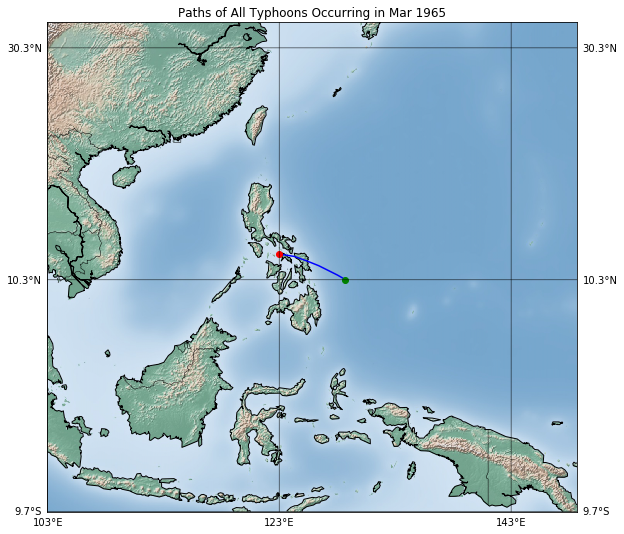 Paths of All Typhoons Occurring in Mar 1965
30.3°N 30.3°N
10.3°N 10.3°N
9.7°S 9.7°S
103°E 123°E 143°E